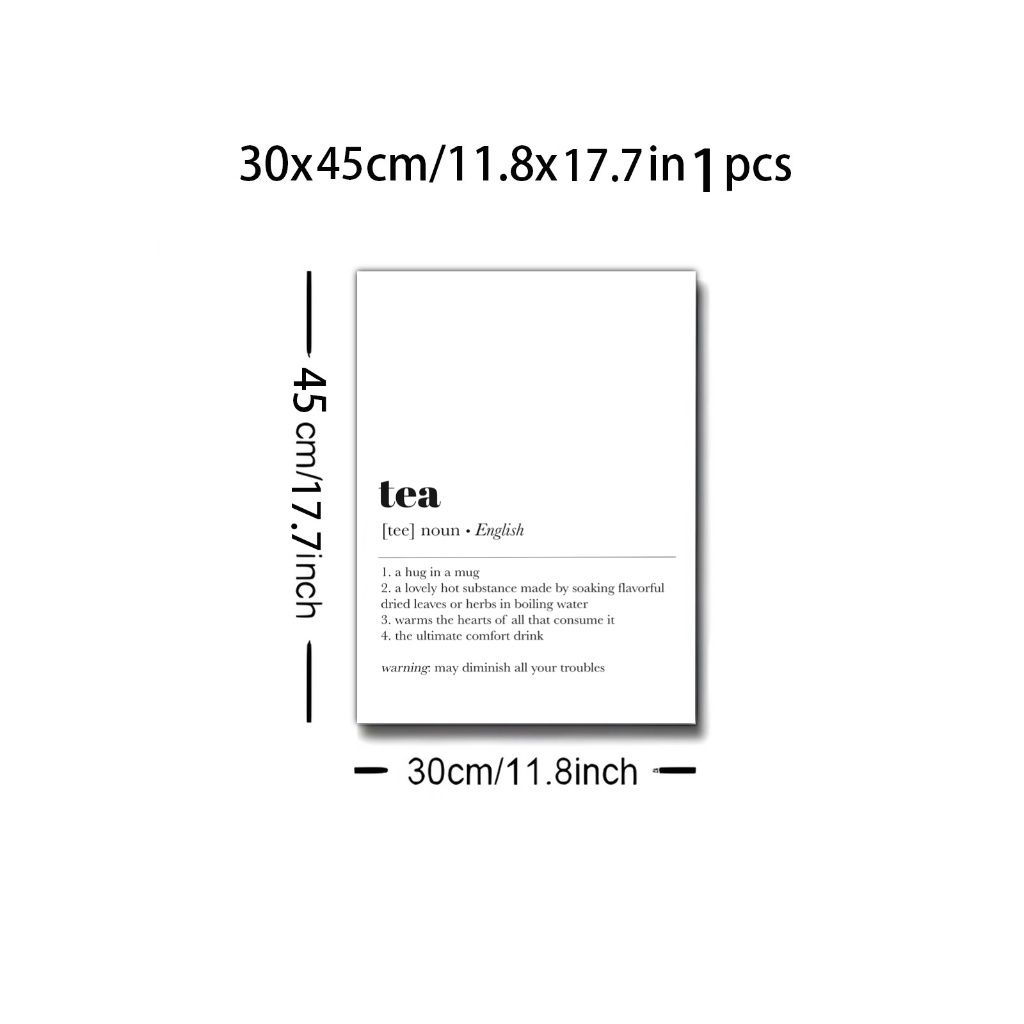 30x45cm/11.8x17.7in 1 pcs
45 cm/17.7inch
tea
[tee] noun • English
1. a hug in a mug
2. a lovely hot substance made by soaking flavorful
dried leaves or herbs in boiling water
3. warms the hearts of all that consume it
4. the ultimate comfort drink
warning: may diminish all your troubles
30cm/11.8inch